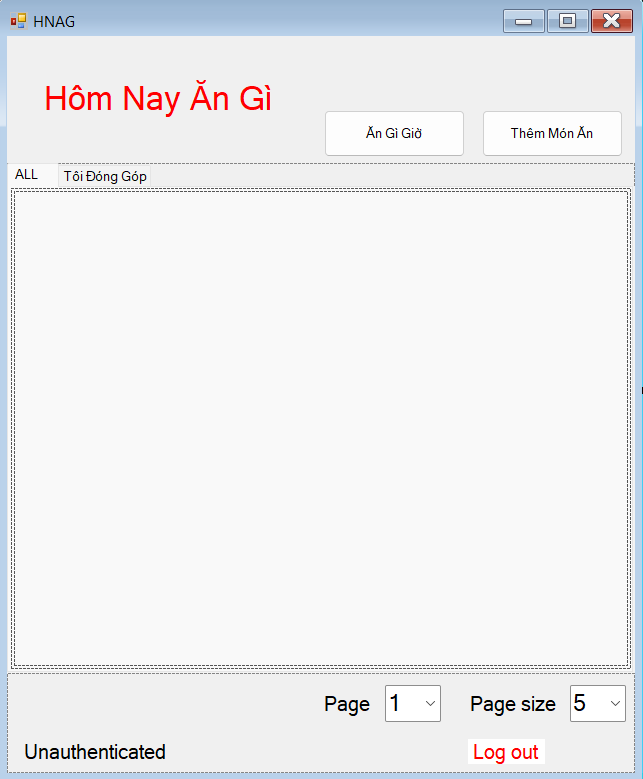 HNAG
Hôm Nay Ăn Gì
Ăn Gì Giờ
Thêm Món Ăn
ALL
Tôi Đóng Góp
Page 1
Page size 5
Unauthenticated
Log out